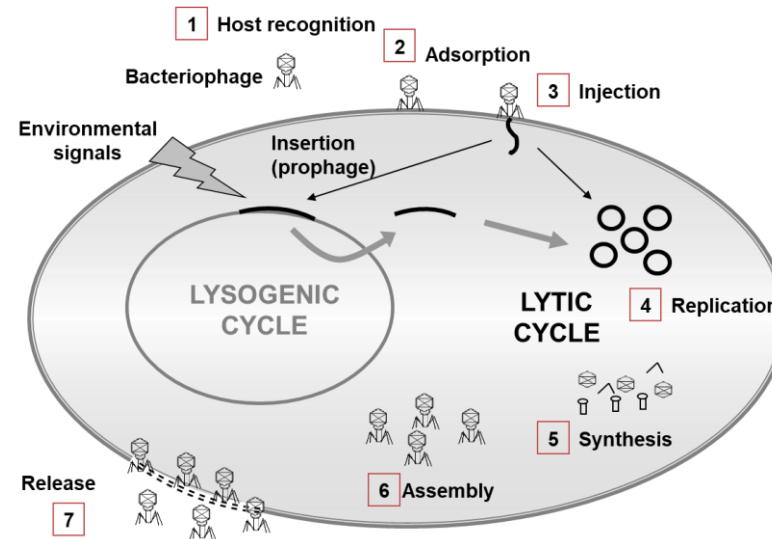 1 Host recognition
2 Adsorption
Bacteriophage
3 Injection
Environmental
signals
Insertion
(prophage)
LYSOGENIC
CYCLE
LYTIC
CYCLE
4 Replication
5 Synthesis
6 Assembly
Release
7